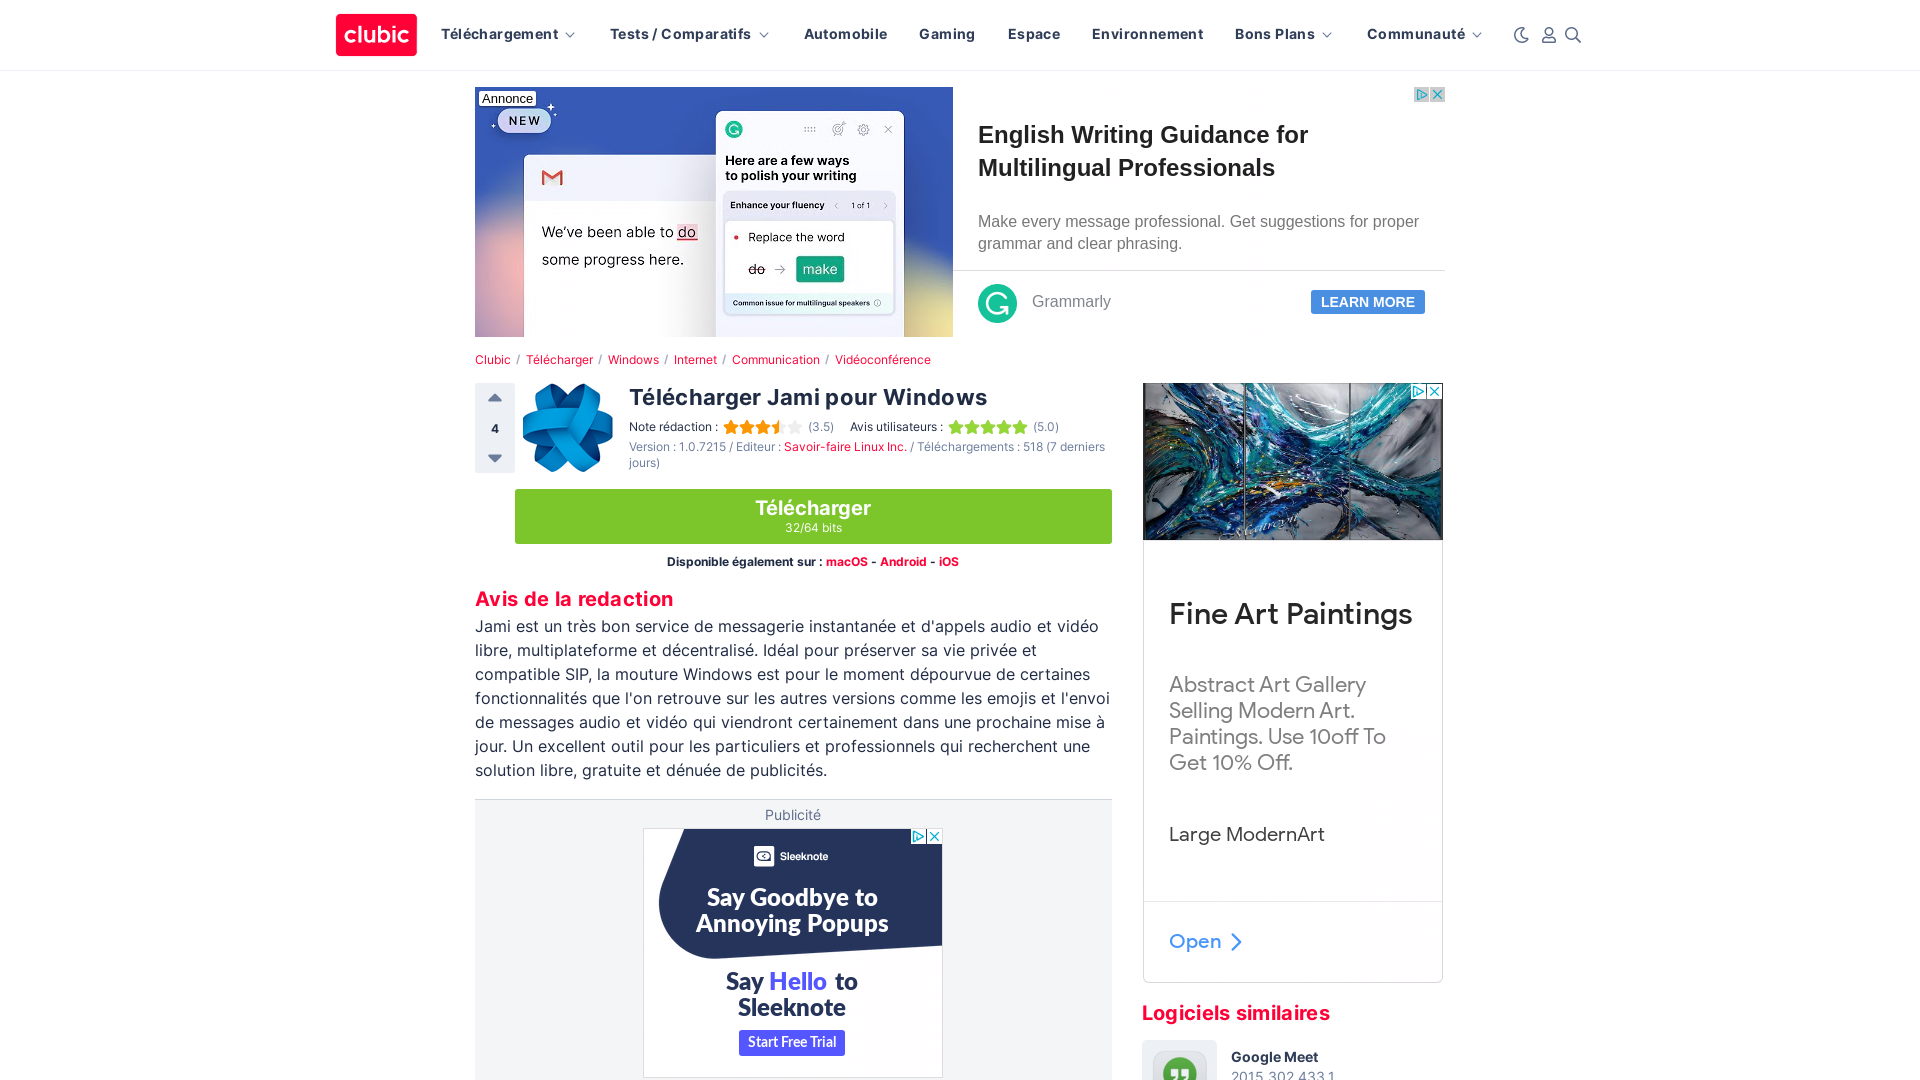 clubic
Téléchargement
Tests / Comparatifs
Automobile
Gaming
Espace
Environnement
Bons Plans
Communauté
Annonce
NEW
We've been able to do
some progress here.
Here are a few ways
to polish your writing
Enhance your fluency
1 of 1
Replace the word
do
make
Common issue for multilingual speakers
English Writing Guidance for
Multilingual Professionals
Make every message professional. Get suggestions for proper
grammar and clear phrasing.
Grammarly
LEARN MORE
Clubic / Télécharger / Windows / Internet / Communication / Vidéoconférence
4
Télécharger Jami pour Windows
Note rédaction : (3.5) Avis utilisateurs : (5.0)
Version : 1.0.7215 / Editeur : Savoir-faire Linux Inc. / Téléchargements : 518 (7 derniers
jours)
Télécharger
32/64 bits
Disponible également sur : macOS - Android - iOS
Avis de la redaction
Jami est un très bon service de messagerie instantanée et d'appels audio et vidéo
libre, multiplateforme et décentralisé. Idéal pour préserver sa vie privée et
compatible SIP, la mouture Windows est pour le moment dépourvue de certaines
fonctionnalités que l'on retrouve sur les autres versions comme les emojis et l'envoi
de messages audio et vidéo qui viendront certainement dans une prochaine mise à
jour. Un excellent outil pour les particuliers et professionnels qui recherchent une
solution libre, gratuite et dénuée de publicités.
Publicité
Sleeknote
Say Goodbye to
Annoying Popups
Say Hello to
Sleeknote
Start Free Trial
Fine Art Paintings
Abstract Art Gallery
Selling Modern Art.
Paintings. Use 10off To
Get 10% Off.
Large ModernArt
Open
Logiciels similaires
Google Meet
2015.302.433.1